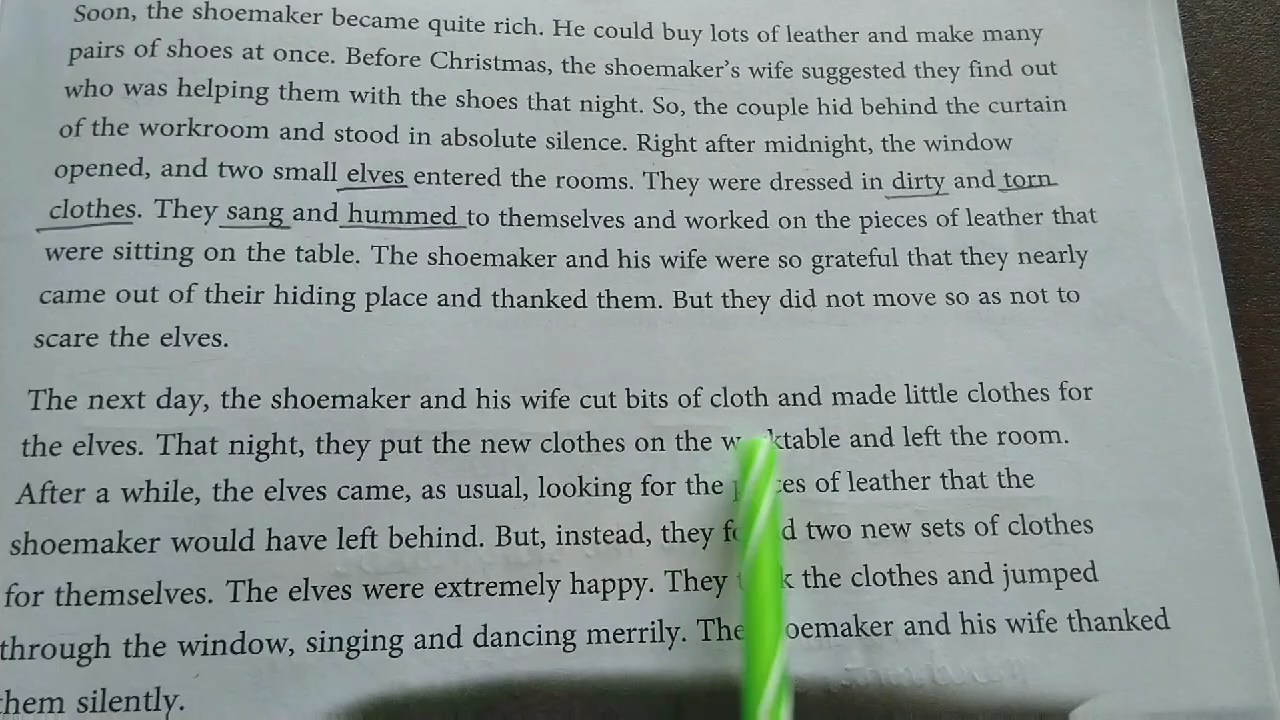 Soon, the shoemaker became quite rich. He could buy lots of leather and make many
pairs of shoes at once. Before Christmas, the shoemaker's wife suggested they find out
who was helping them with the shoes that night. So, the couple hid behind the curtain
of the workroom and stood in absolute silence. Right after midnight, the window
opened, and two small elves entered the rooms. They were dressed in dirty and torn
clothes. They sang and hummed to themselves and worked on the pieces of leather that
were sitting on the table. The shoemaker and his wife were so grateful that they nearly
came out of their hiding place and thanked them. But they did not move so as not to
scare the elves.
The next day, the shoemaker and his wife cut bits of cloth and made little clothes for
the elves. That night, they put the new clothes on the and left the room.
After a while, the elves came, as usual, looking for the of leather that the
shoemaker would have left behind. But, instead, they two new sets of clothes
for themselves. The elves were extremely happy. They the clothes and jumped
through the window, singing and dancing merrily. The and his wife thanked
them silently.